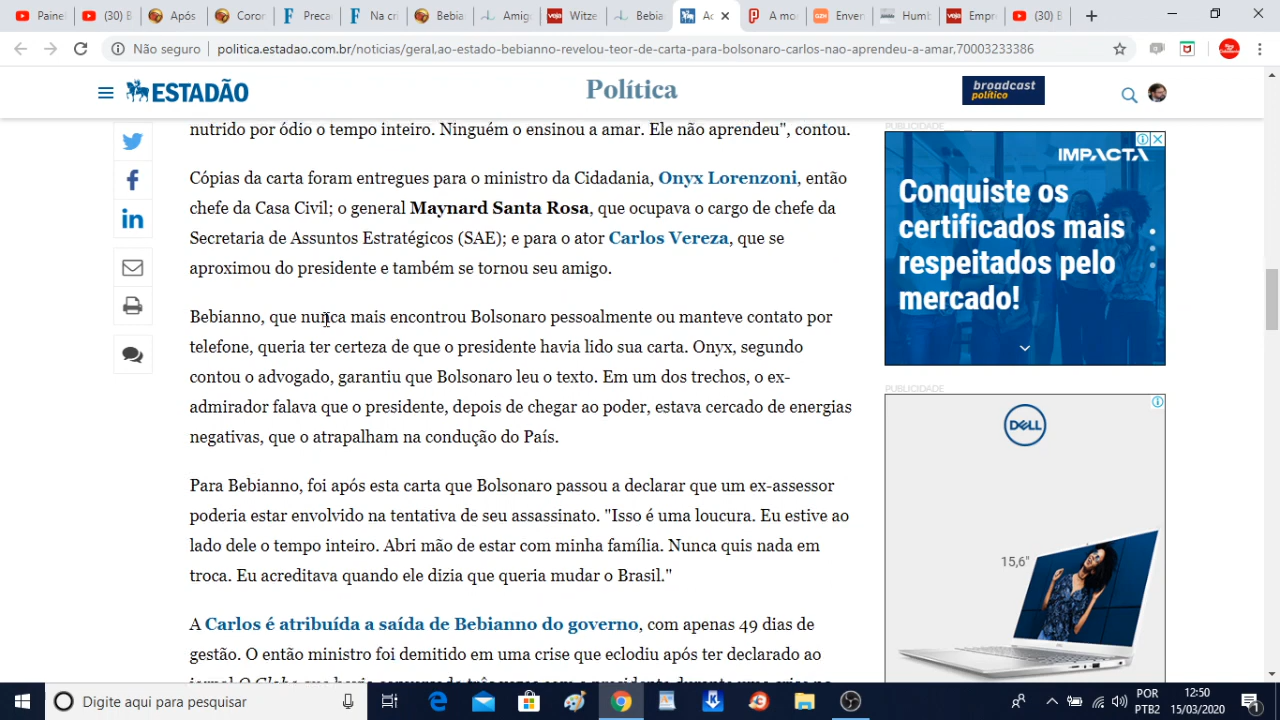 Paine
(30) B
Após
Coron
Preca
Na cri
Bebia
Amig
Witze
Bebia
Ac
A mo
Enver
Humb
Empr
(30) B
Não seguro
politica.estadao.com.br/noticias/geral,ao-estado-bebianno-revelou-teor-de-carta-para-bolsonaro-carlos-nao-aprendeu-a-amar,70003233386
ESTADÃO
Política
broadcast
político
nutrido por ódio o tempo inteiro. Ninguém o ensinou a amar. Ele não aprendeu", contou.
Cópias da carta foram entregues para o ministro da Cidadania, Onyx Lorenzoni, então
chefe da Casa Civil; o general Maynard Santa Rosa, que ocupava o cargo de chefe da
Secretaria de Assuntos Estratégicos (SAE); e para o ator Carlos Vereza, que se
aproximou do presidente e também se tornou seu amigo.
Bebianno, que nunca mais encontrou Bolsonaro pessoalmente ou manteve contato por
telefone, queria ter certeza de que o presidente havia lido sua carta. Onyx, segundo
contou o advogado, garantiu que Bolsonaro leu o texto. Em um dos trechos, o ex-
admirador falava que o presidente, depois de chegar ao poder, estava cercado de energias
negativas, que o atrapalham na condução do País.
Para Bebianno, foi após esta carta que Bolsonaro passou a declarar que um ex-assessor
poderia estar envolvido na tentativa de seu assassinato. "Isso é uma loucura. Eu estive ao
lado dele o tempo inteiro. Abri mão de estar com minha família. Nunca quis nada em
troca. Eu acreditava quando ele dizia que queria mudar o Brasil."
A Carlos é atribuída a saída de Bebianno do governo, com apenas 49 dias de
gestão. O então ministro foi demitido em uma crise que eclodiu após ter declarado ao
PUBLICIDADE
IMPACTA
Conquiste os
certificados mais
respeitados pelo
mercado!
PUBLICIDADE
DELL
15,6"
Digite aqui para pesquisar
POR
PTB2
12:50
15/03/2020